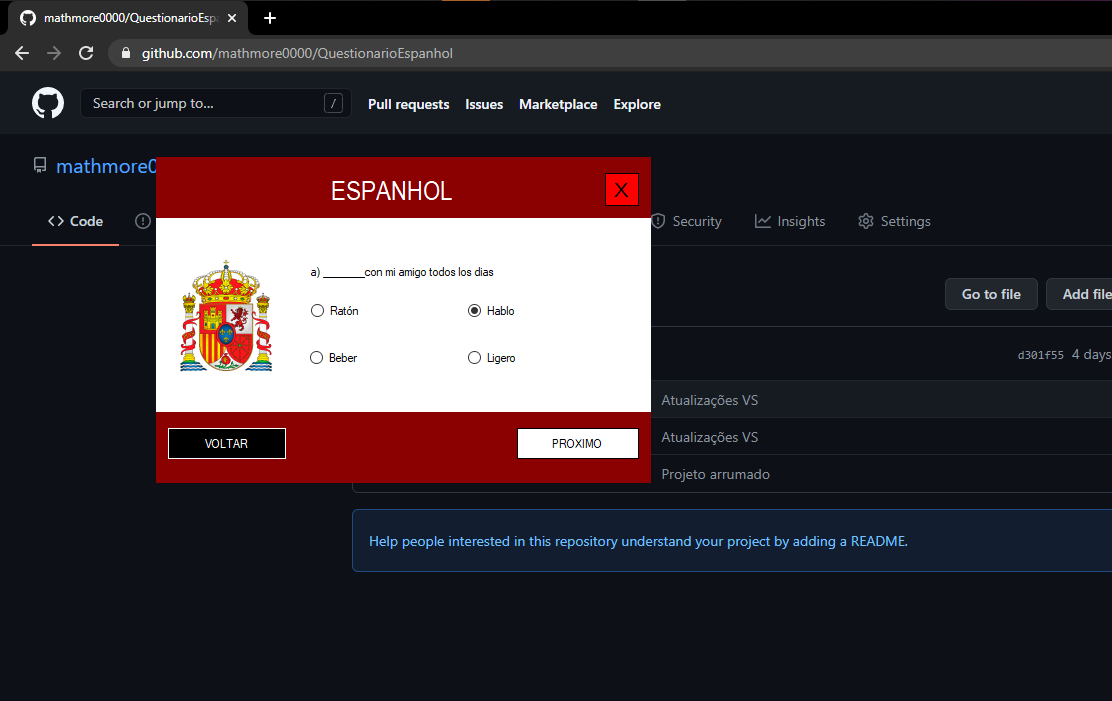 mathmore0000/QuestionarioEsp
github.com/mathmore0000/QuestionarioEspanhol
Search or jump to... /
Pull requests Issues Marketplace Explore
mathmore0
ESPANHOL X
<> Code Security Insights Settings
a) _______con mi amigo todos los dias
Ratón Hablo
Beber Ligero
Go to file Add file
d301f55 4 days
Atualizações VS
VOLTAR PROXIMO
Atualizações VS
Projeto arrumado
Help people interested in this repository understand your project by adding a README.